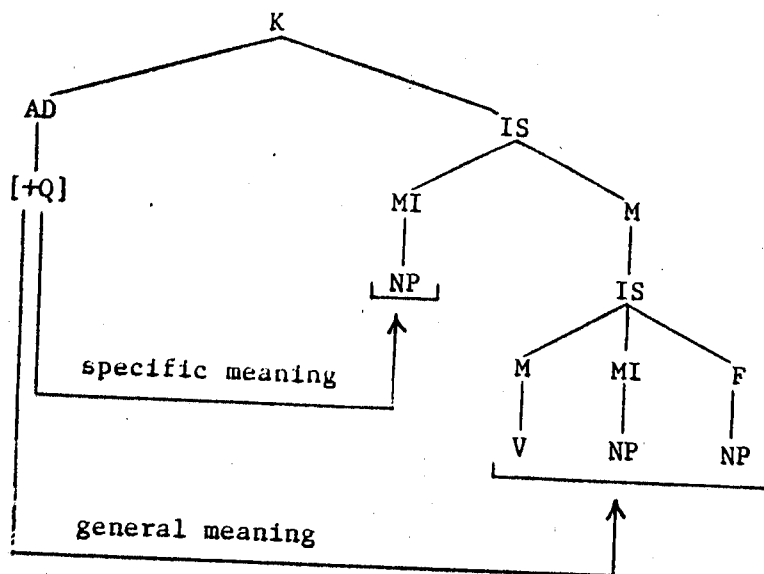 K
AD IS
[+Q] MI M
NP IS
specific meaning M MI F
V NP NP
general meaning